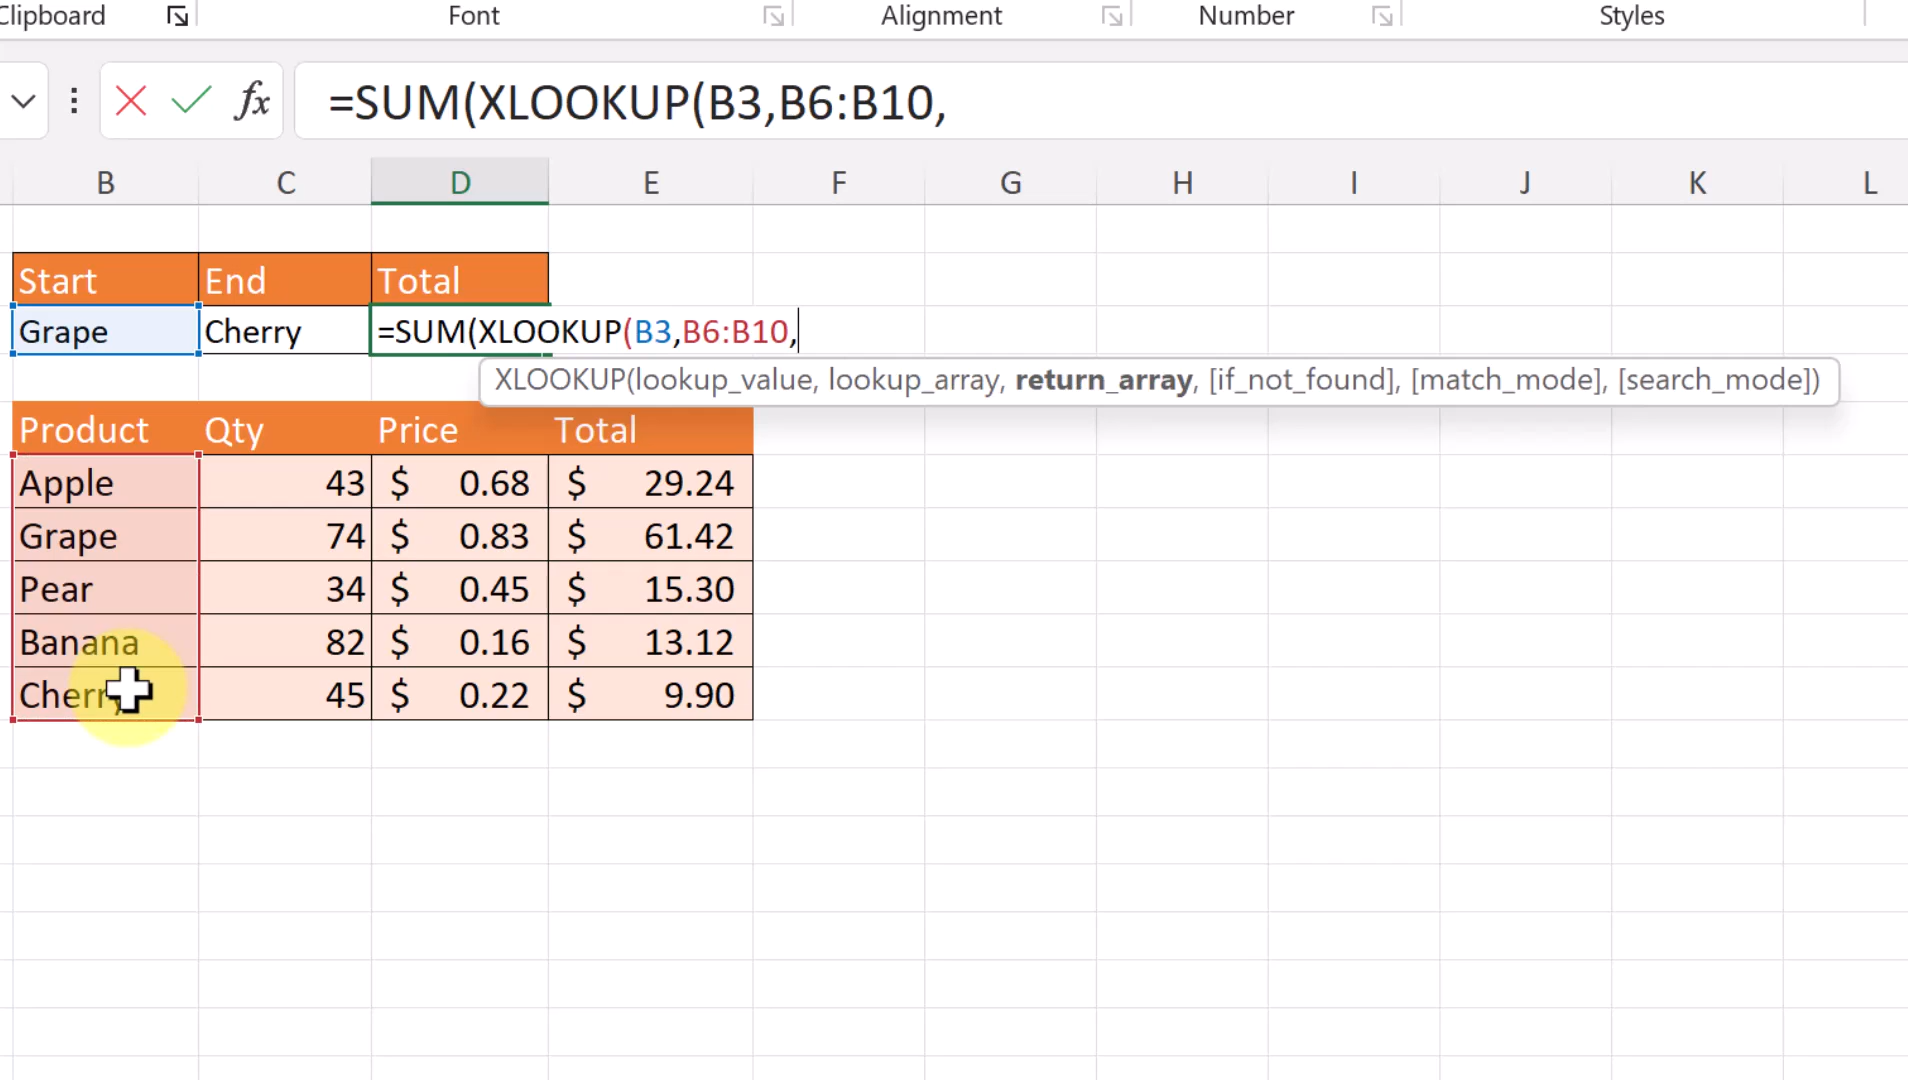 Clipboard Font Alignment Number Styles
fx =SUM(XLOOKUP(B3,B6:B10,
B C D E F G H I J K L
Start End Total
Grape Cherry =SUM(XLOOKUP(B3,B6:B10,
XLOOKUP(lookup_value, lookup_array, return_array, [if_not_found], [match_mode], [search_mode])
Product Qty Price Total
Apple 43 $ 0.68 $ 29.24
Grape 74 $ 0.83 $ 61.42
Pear 34 $ 0.45 $ 15.30
Banana 82 $ 0.16 $ 13.12
Cherry 45 $ 0.22 $ 9.90